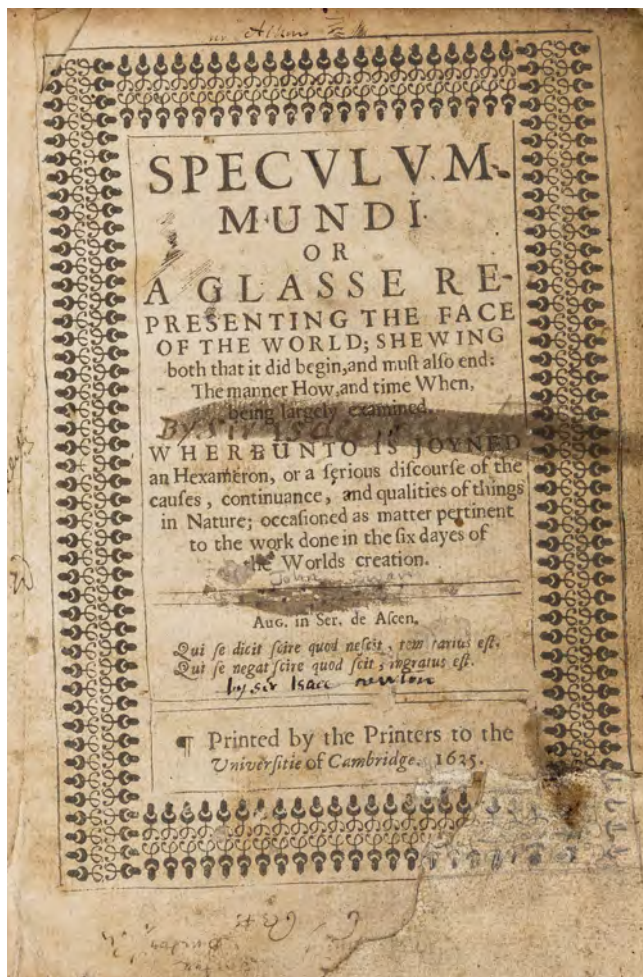 SPECVLVM
MUNDI
OR
A GLASSE RE-
PRESENTING THE FACE
OF THE WORLD; SHEWING
both that it did begin, and muſt alſo end:
The manner How, and time When,
being largely examined.
By Sir
WHEREUNTO IS JOYNED
an Hexameron, or a ſerious diſcourſe of the
cauſes, continuance, and qualities of things
in Nature; occaſioned as matter pertinent
to the work done in the ſix dayes of
the Worlds creation.
John
AUG. in Ser. de Aſcen.
Qui ſe dicit ſcire quod neſcit, temerarius eſt.
Qui ſe negat ſcire quod ſcit, ingratus eſt.
by sir Isaac newton
¶ Printed by the Printers to the
Univerſitie of Cambridge. 1635.